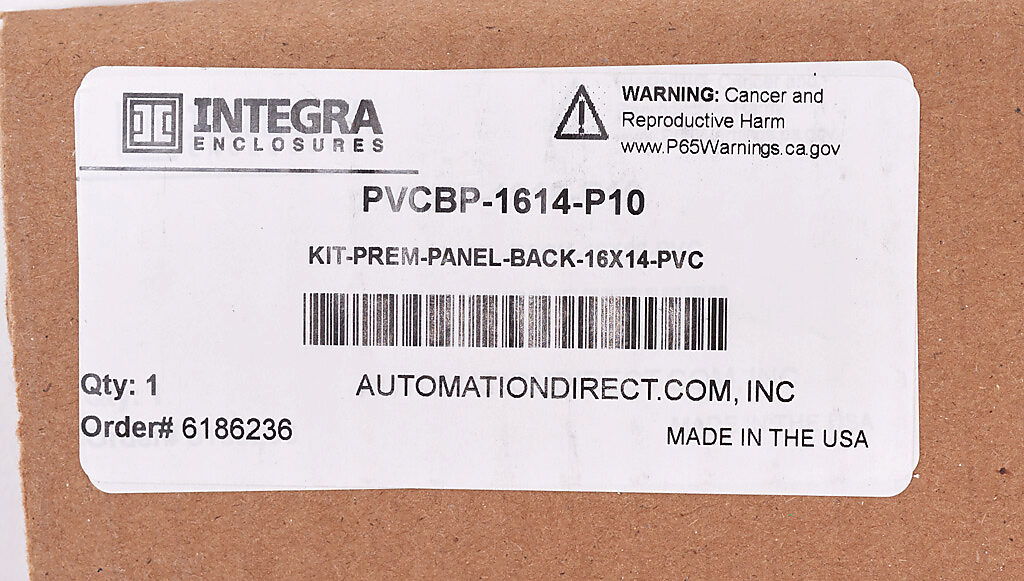 INTEGRA
ENCLOSURES
WARNING: Cancer and
Reproductive Harm
www.P65Warnings.ca.gov
PVCBP-1614-P10
KIT-PREM-PANEL-BACK-16X14-PVC
Qty: 1
AUTOMATIONDIRECT.COM, INC
Order# 6186236
MADE IN THE USA